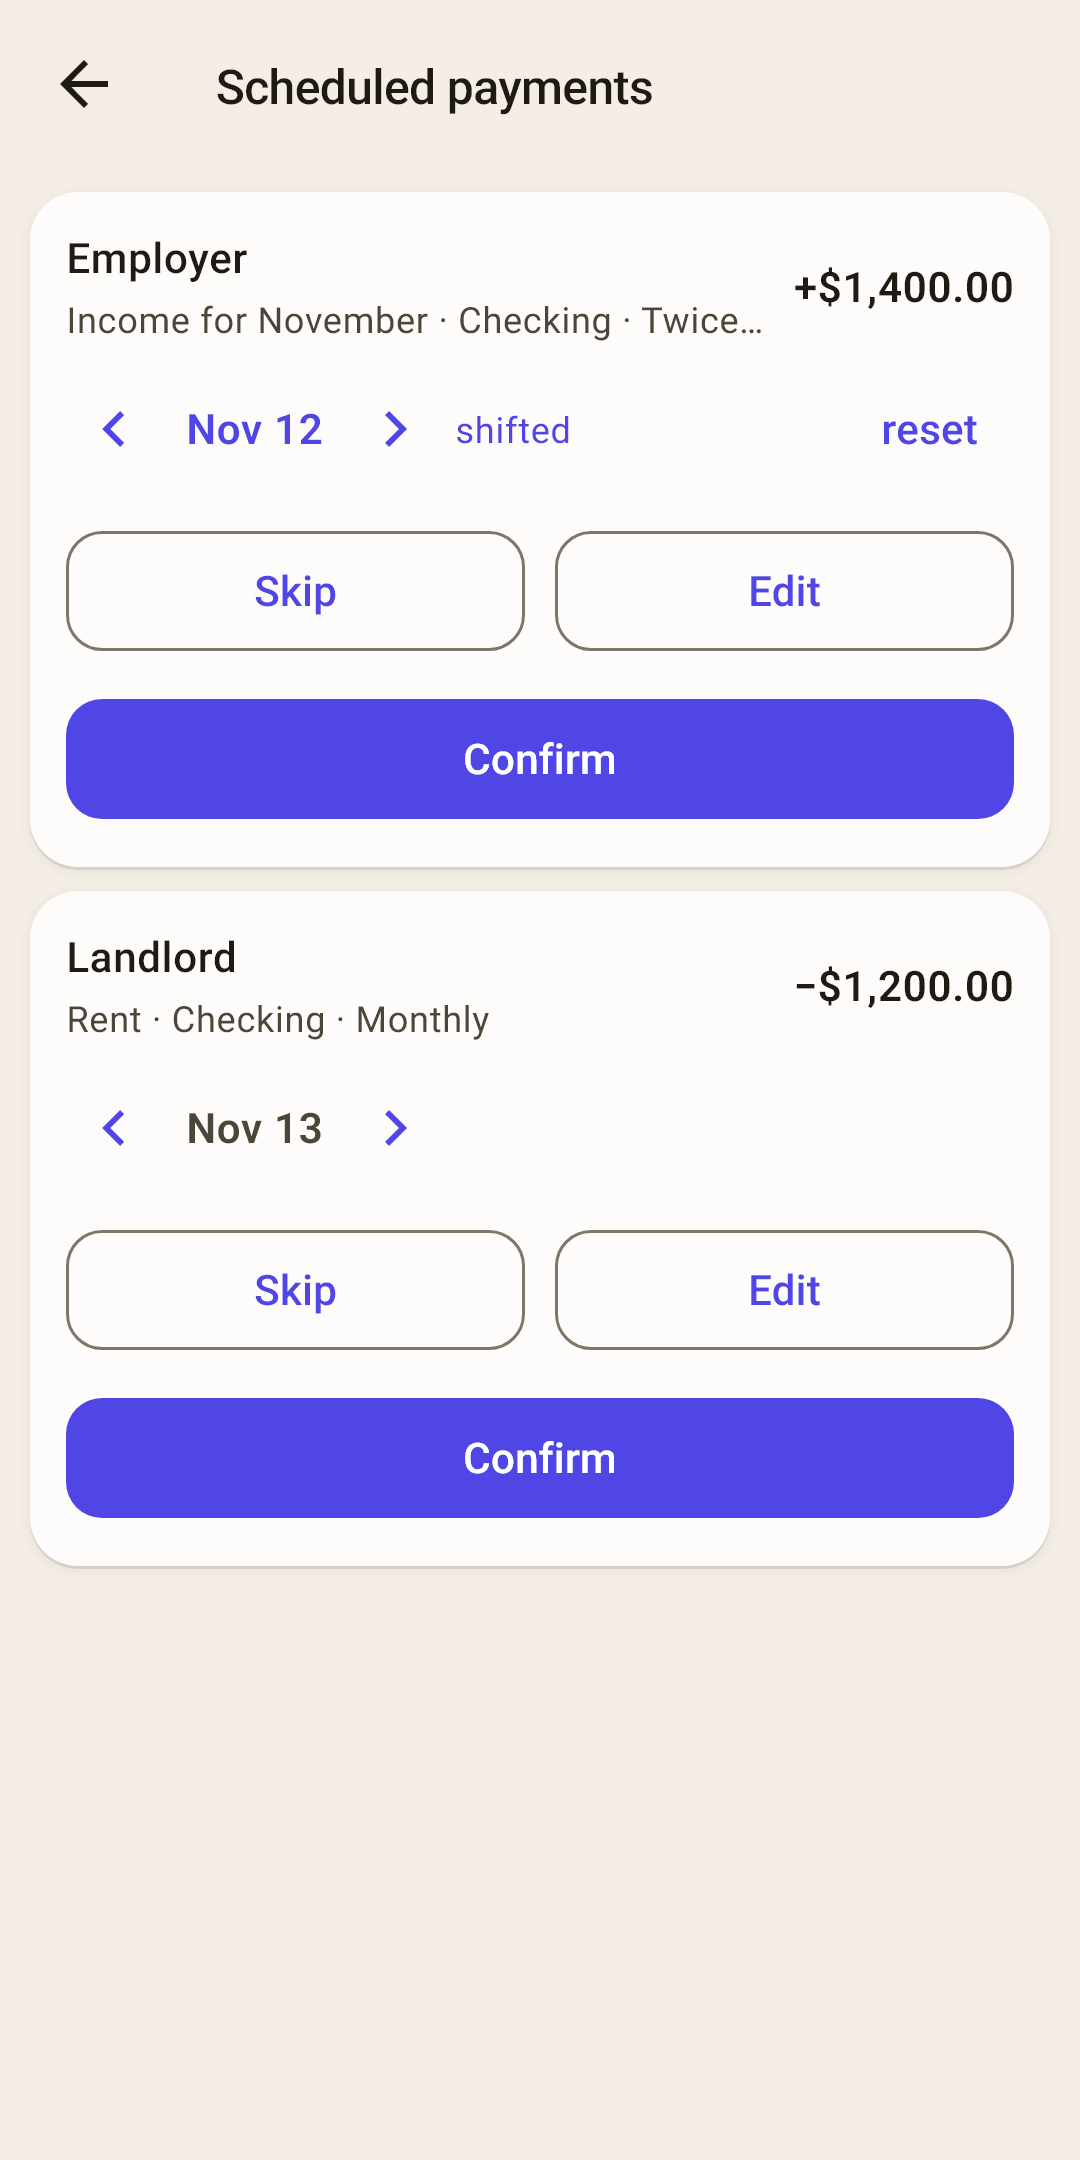 Scheduled payments
Employer
+$1,400.00
Income for November · Checking · Twice…
Nov 12 shifted reset
Skip Edit
Confirm
Landlord
−$1,200.00
Rent · Checking · Monthly
Nov 13
Skip Edit
Confirm